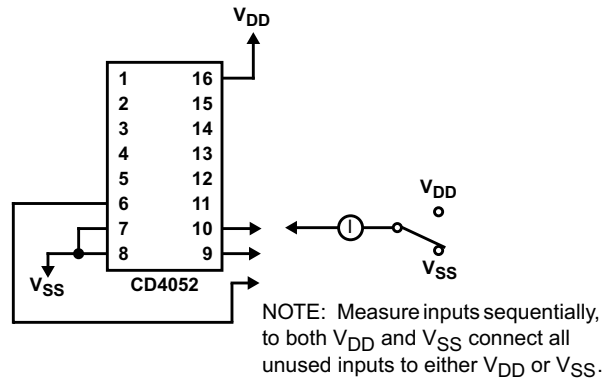 VDD
1 16
2 15
3 14
4 13
5 12
6 11
7 10
8 9
VSS
CD4052
I
VDD
VSS
NOTE: Measure inputs sequentially,
to both VDD and VSS connect all
unused inputs to either VDD or VSS.